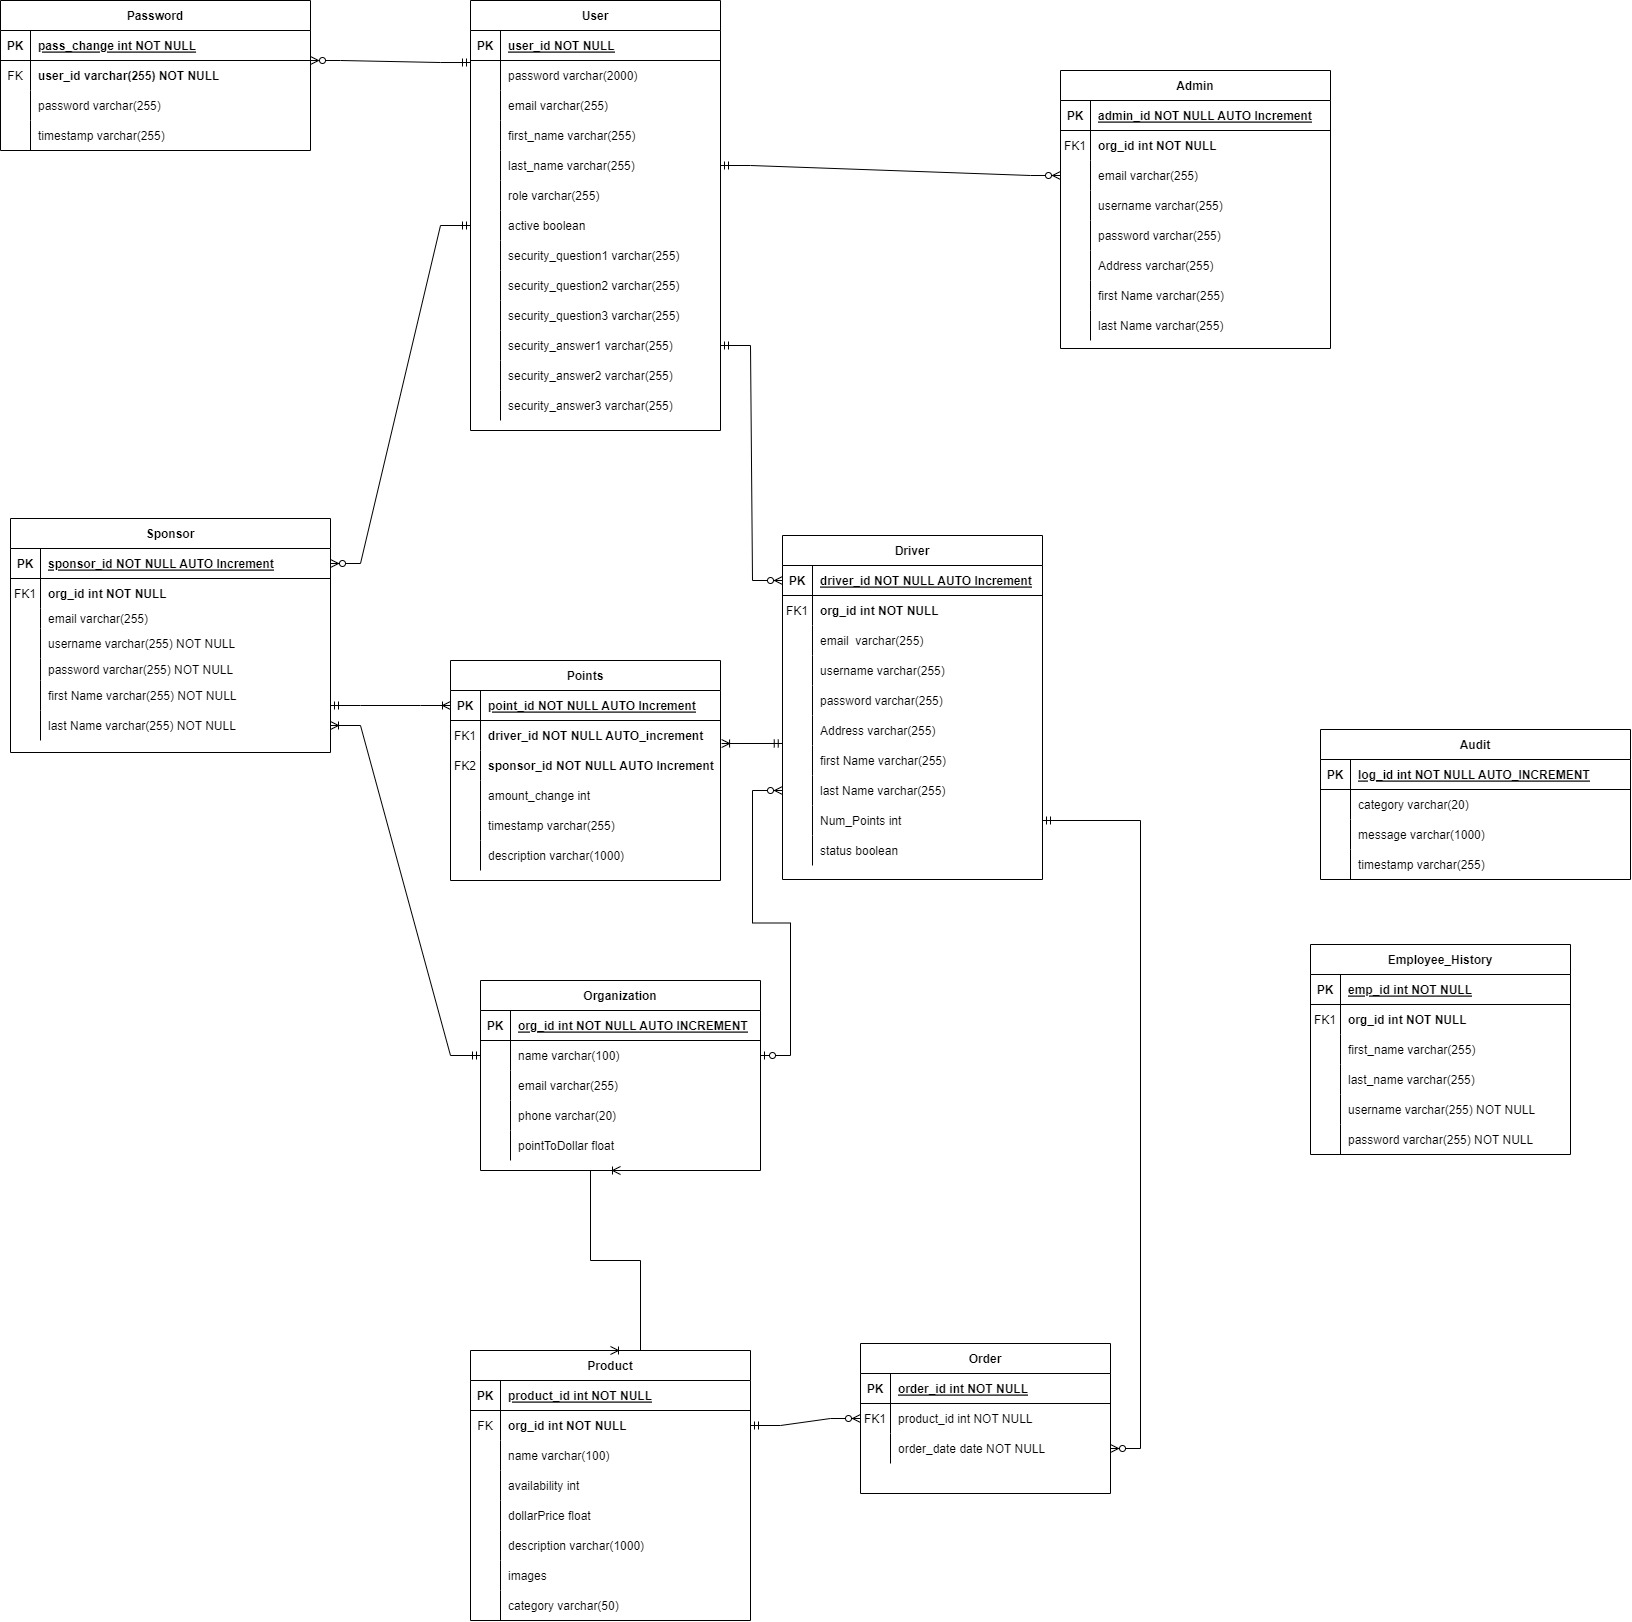 Password
PK pass_change int NOT NULL
FK user_id varchar(255) NOT NULL
password varchar(255)
timestamp varchar(255)
User
PK user_id NOT NULL
password varchar(2000)
email varchar(255)
first_name varchar(255)
last_name varchar(255)
role varchar(255)
active boolean
security_question1 varchar(255)
security_question2 varchar(255)
security_question3 varchar(255)
security_answer1 varchar(255)
security_answer2 varchar(255)
security_answer3 varchar(255)
Admin
PK admin_id NOT NULL AUTO Increment
FK1 org_id int NOT NULL
email varchar(255)
username varchar(255)
password varchar(255)
Address varchar(255)
first Name varchar(255)
last Name varchar(255)
Sponsor
PK sponsor_id NOT NULL AUTO Increment
FK1 org_id int NOT NULL
email varchar(255)
username varchar(255) NOT NULL
password varchar(255) NOT NULL
first Name varchar(255) NOT NULL
last Name varchar(255) NOT NULL
Points
PK point_id NOT NULL AUTO Increment
FK1 driver_id NOT NULL AUTO_increment
FK2 sponsor_id NOT NULL AUTO Increment
amount_change int
timestamp varchar(255)
description varchar(1000)
Driver
PK driver_id NOT NULL AUTO Increment
FK1 org_id int NOT NULL
email varchar(255)
username varchar(255)
password varchar(255)
Address varchar(255)
first Name varchar(255)
last Name varchar(255)
Num_Points int
status boolean
Audit
PK log_id int NOT NULL AUTO_INCREMENT
category varchar(20)
message varchar(1000)
timestamp varchar(255)
Employee_History
PK emp_id int NOT NULL
FK1 org_id int NOT NULL
first_name varchar(255)
last_name varchar(255)
username varchar(255) NOT NULL
password varchar(255) NOT NULL
Organization
PK org_id int NOT NULL AUTO INCREMENT
name varchar(100)
email varchar(255)
phone varchar(20)
pointToDollar float
Product
PK product_id int NOT NULL
FK org_id int NOT NULL
name varchar(100)
availability int
dollarPrice float
description varchar(1000)
images
category varchar(50)
Order
PK order_id int NOT NULL
FK1 product_id int NOT NULL
order_date date NOT NULL